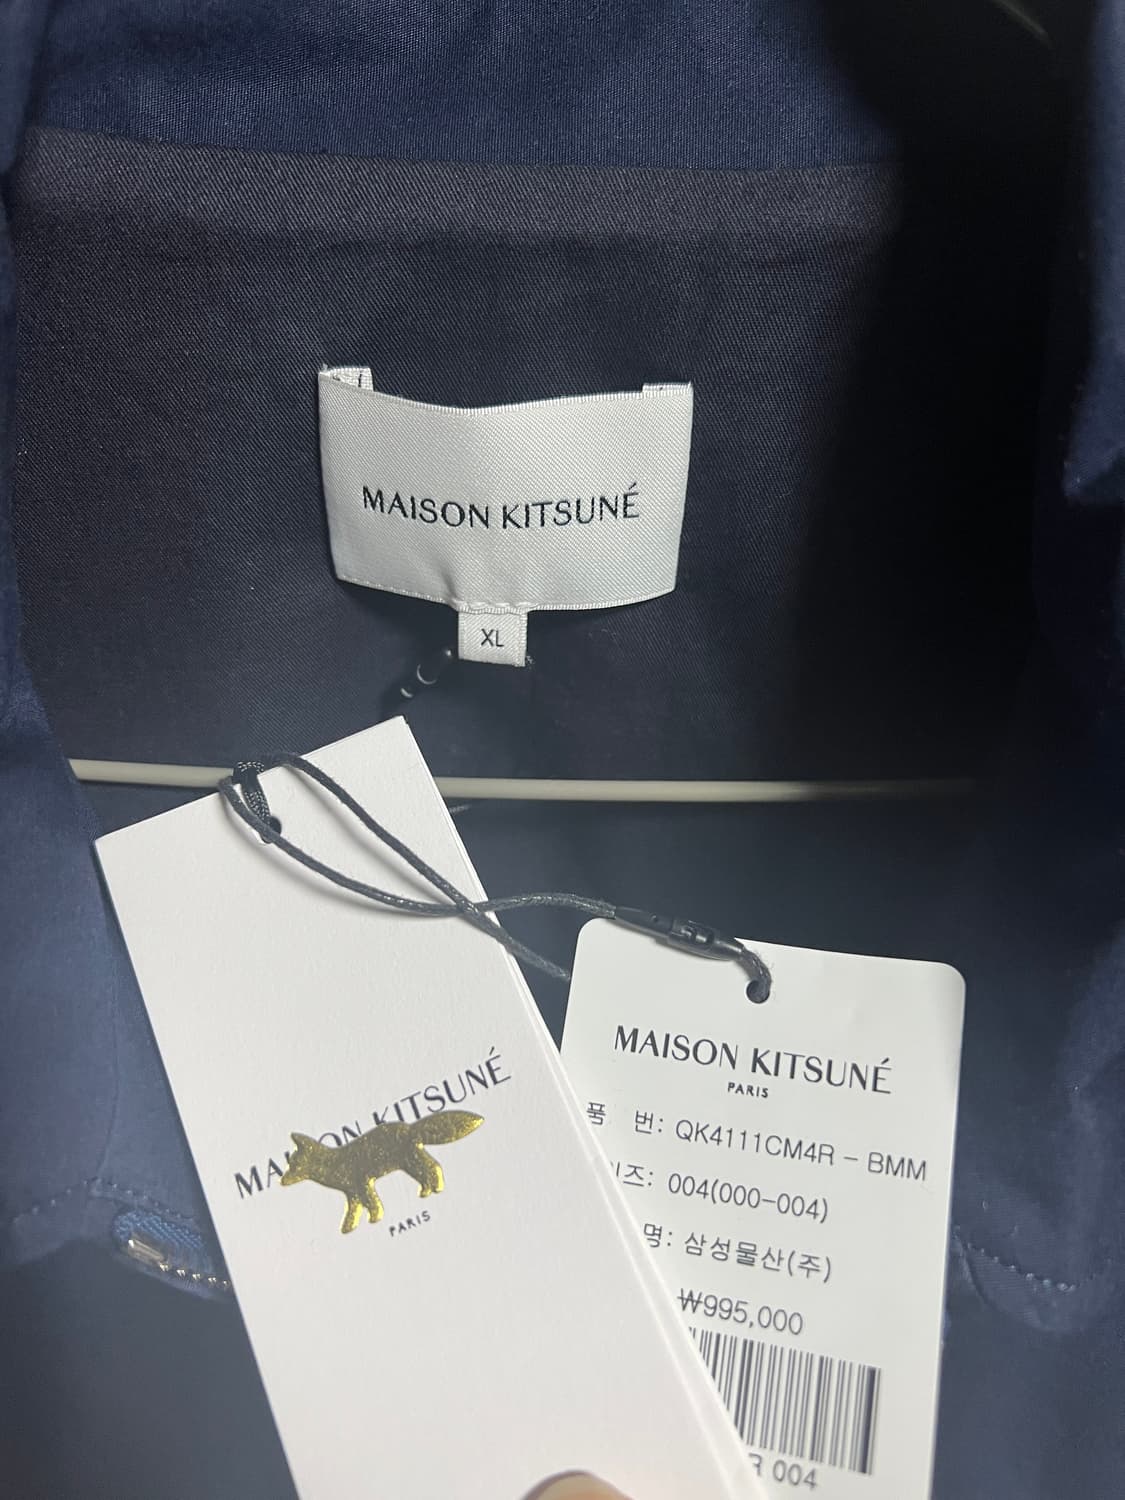 MAISON KITSUNÉ
XL
MAISON KITSUNÉ
PARIS
MAISON KITSUNÉ
PARIS
품 번: QK4111CM4R - BMM
즈: 004(000-004)
명: 삼성물산(주)
₩995,000
R 004